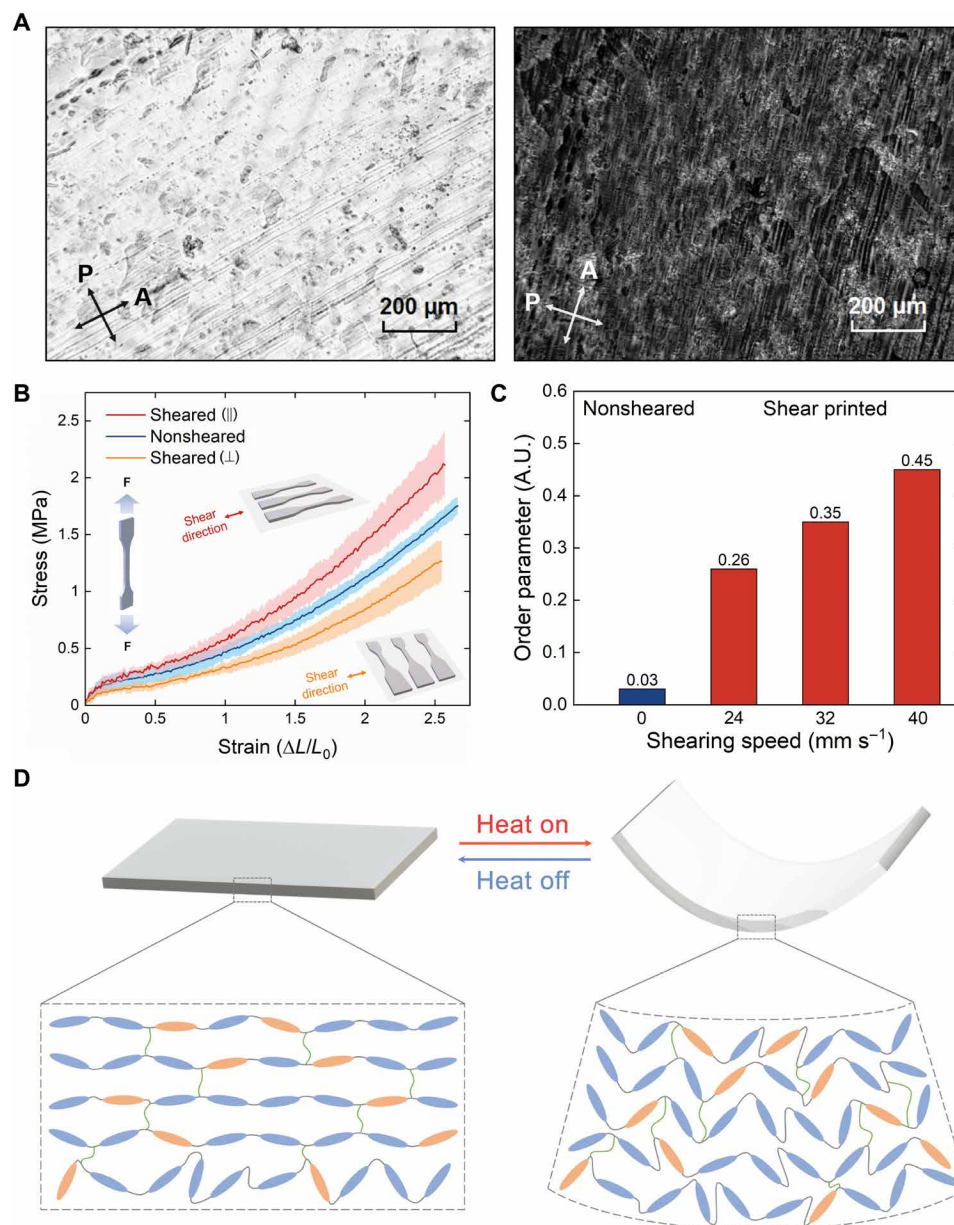 A
P
A
200 µm
P
A
200 µm
B
Stress (MPa)
2.5
2
1.5
1
0.5
0
0
0.5
1
1.5
2
2.5
Strain (ΔL/L₀)
Sheared (||)
Nonsheared
Sheared (⊥)
F
F
Shear
direction
Shear
direction
C
Order parameter (A.U.)
0.6
0.5
0.4
0.3
0.2
0.1
0.0
Nonsheared
Shear printed
0.03
0.26
0.35
0.45
0
24
32
40
Shearing speed (mm s⁻¹)
D
Heat on
Heat off